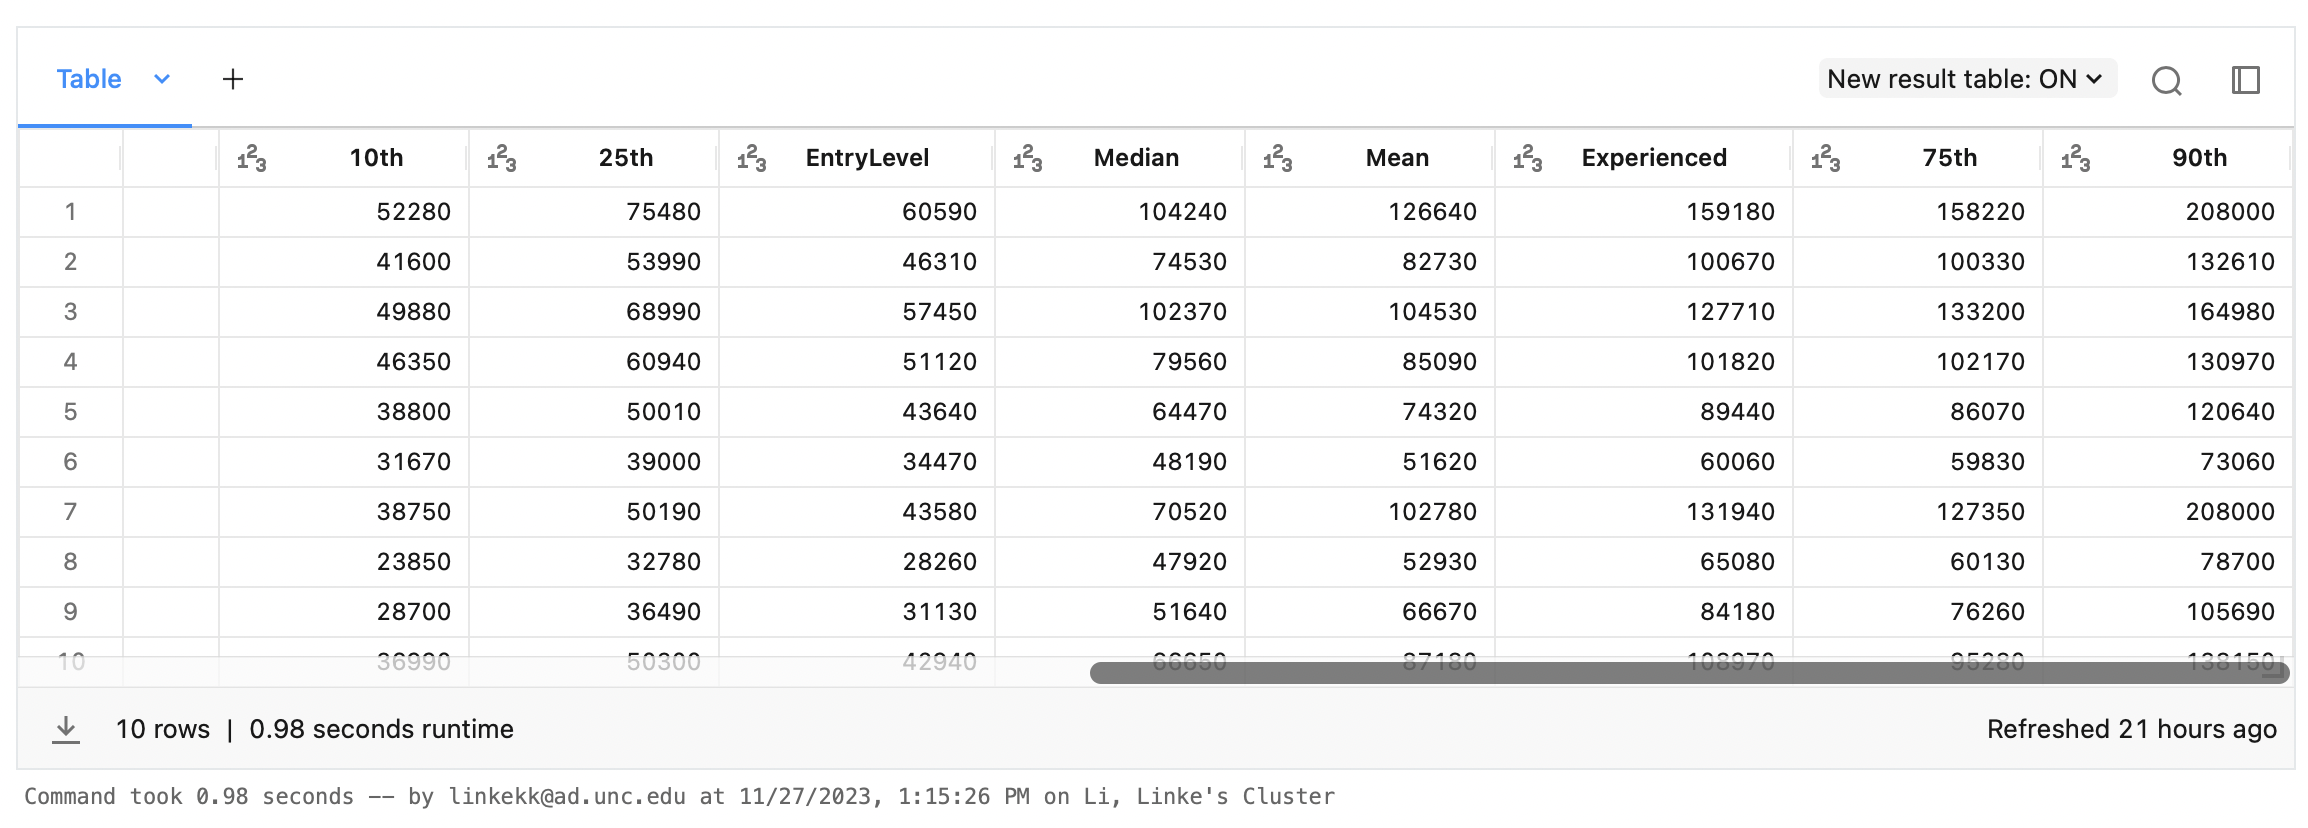 Table + New result table: ON
123 10th 123 25th 123 EntryLevel 123 Median 123 Mean 123 Experienced 123 75th 123 90th
1 52280 75480 60590 104240 126640 159180 158220 208000
2 41600 53990 46310 74530 82730 100670 100330 132610
3 49880 68990 57450 102370 104530 127710 133200 164980
4 46350 60940 51120 79560 85090 101820 102170 130970
5 38800 50010 43640 64470 74320 89440 86070 120640
6 31670 39000 34470 48190 51620 60060 59830 73060
7 38750 50190 43580 70520 102780 131940 127350 208000
8 23850 32780 28260 47920 52930 65080 60130 78700
9 28700 36490 31130 51640 66670 84180 76260 105690
10 36990 50300 42940 66650 87180 108970 95280 138150
10 rows | 0.98 seconds runtime Refreshed 21 hours ago
Command took 0.98 seconds -- by linkekk@ad.unc.edu at 11/27/2023, 1:15:26 PM on Li, Linke's Cluster